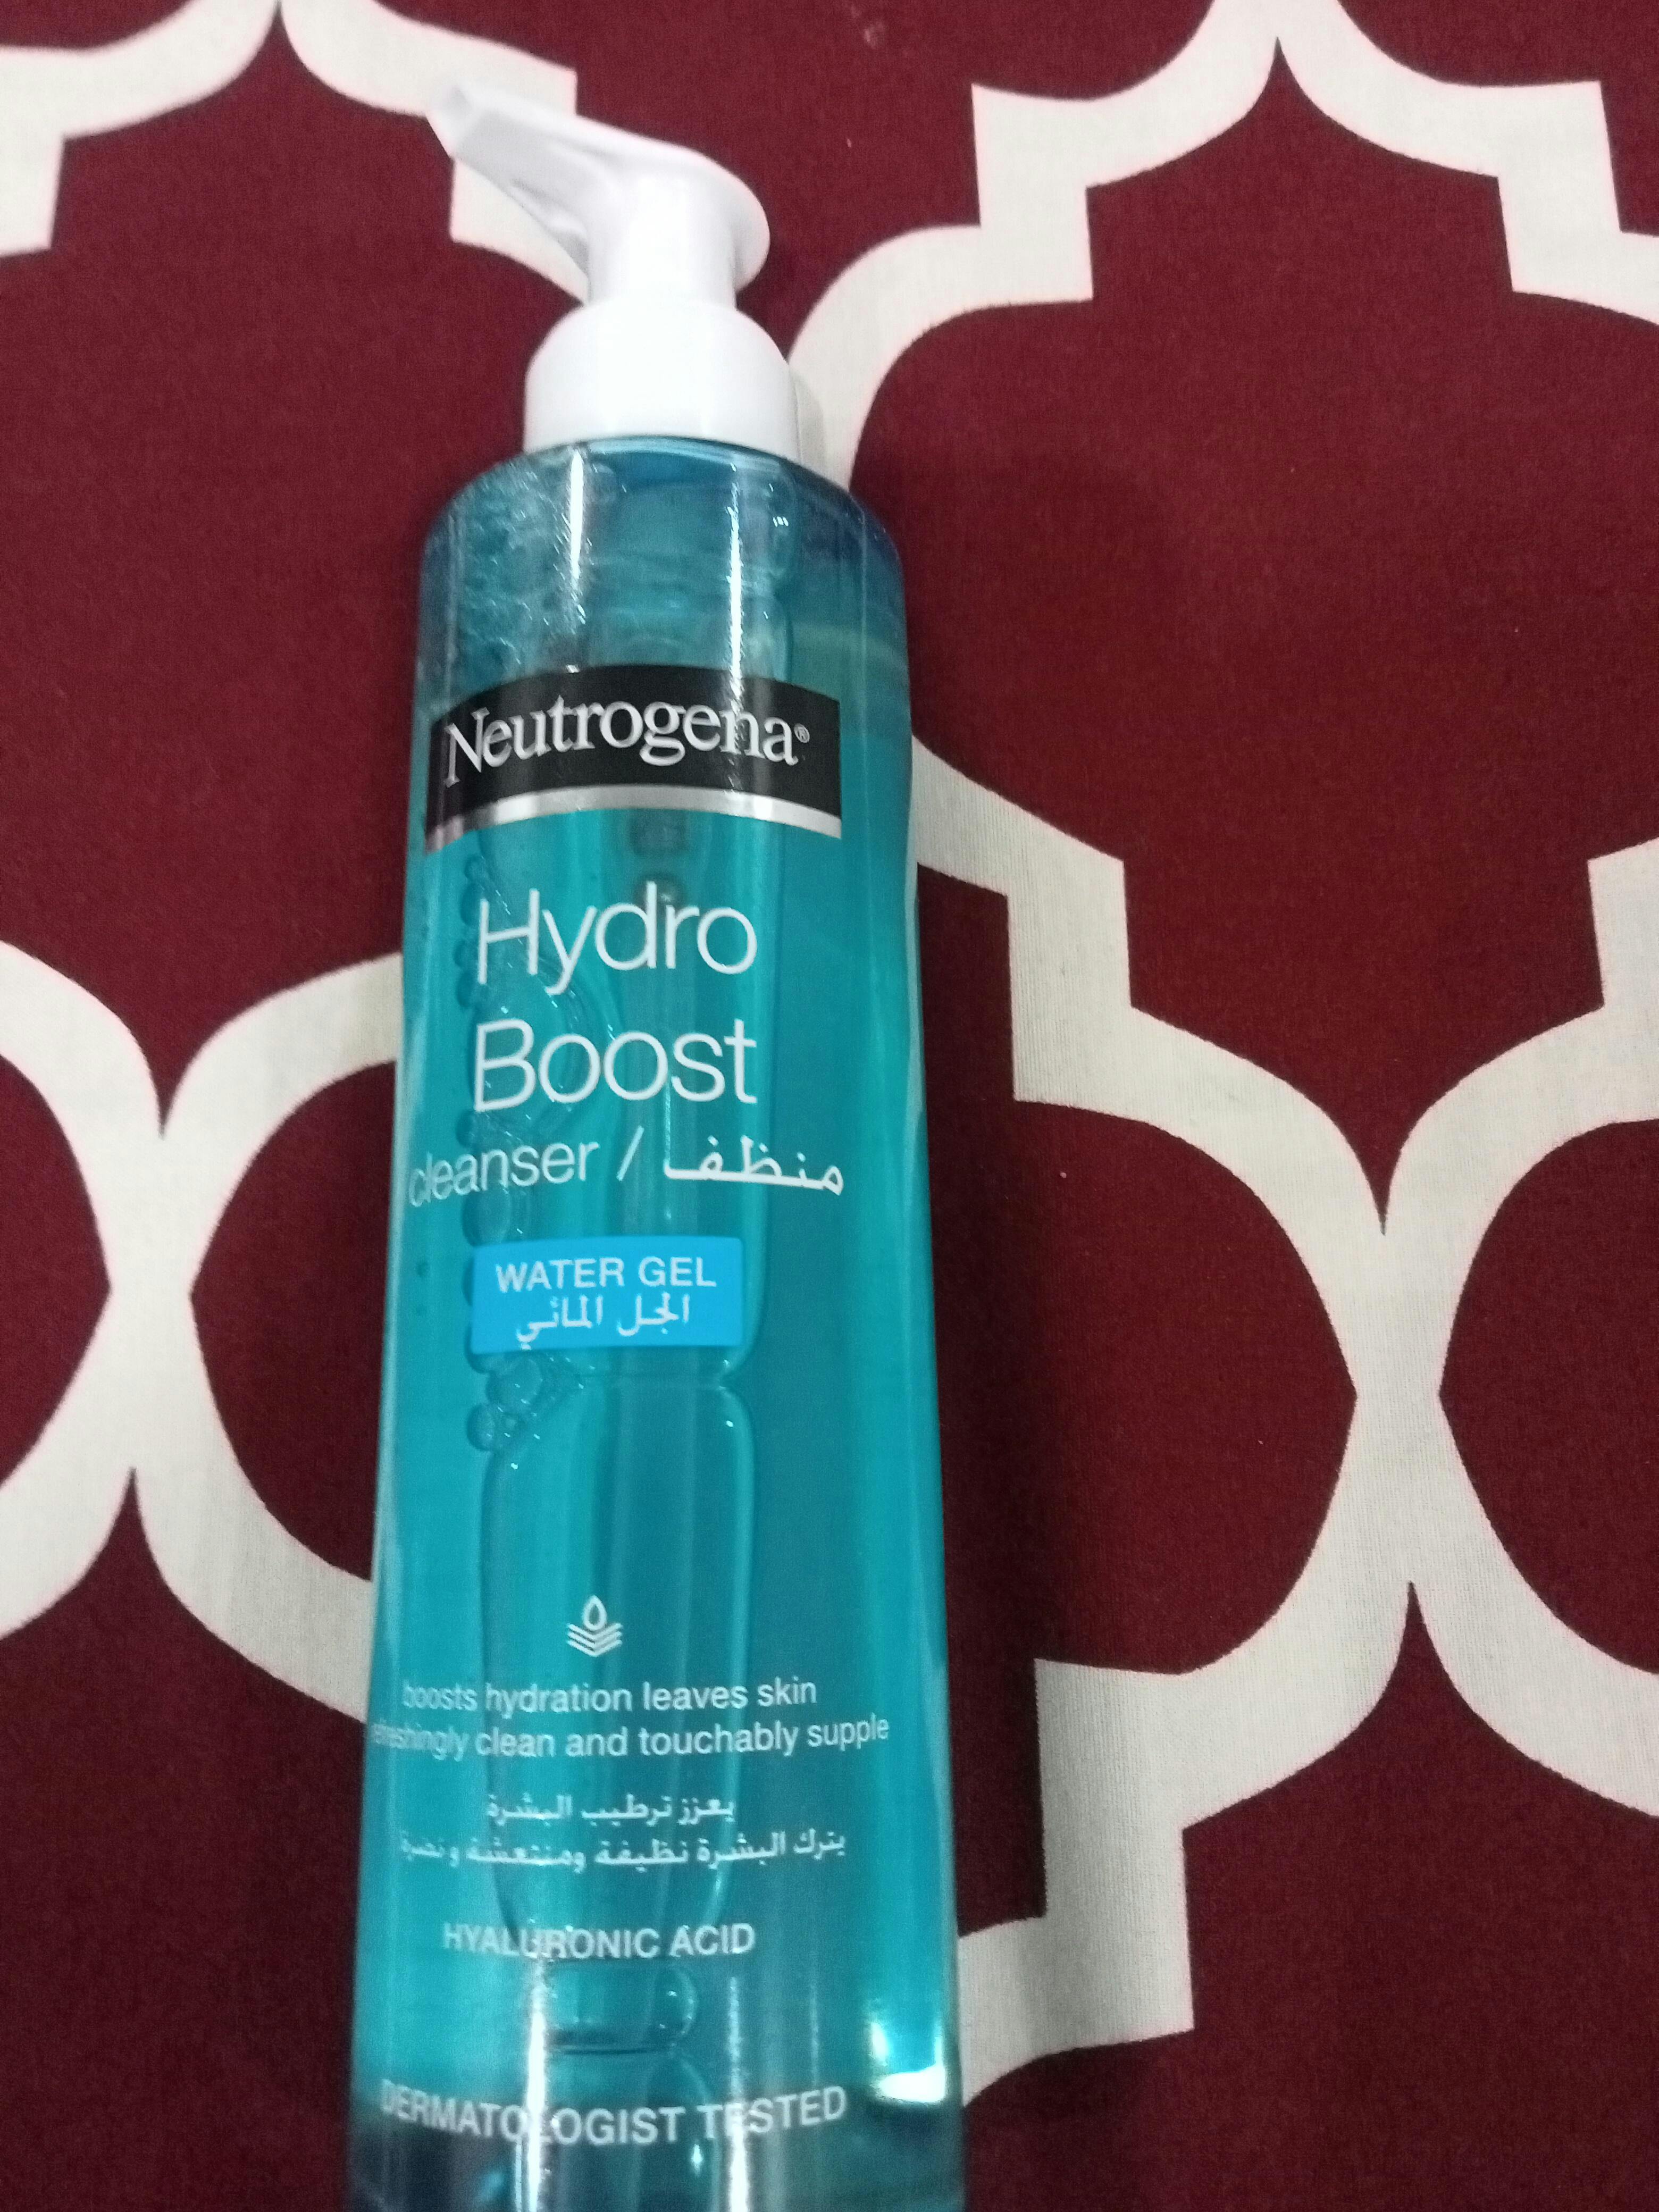 Neutrogena®
Hydro
Boost
cleanser / منظف
WATER GEL
الجل المائي
boosts hydration leaves skin
refreshingly clean and touchably supple
يعزز ترطيب البشرة
يترك البشرة نظيفة ومنتعشة ونضرة
HYALURONIC ACID
DERMATOLOGIST TESTED